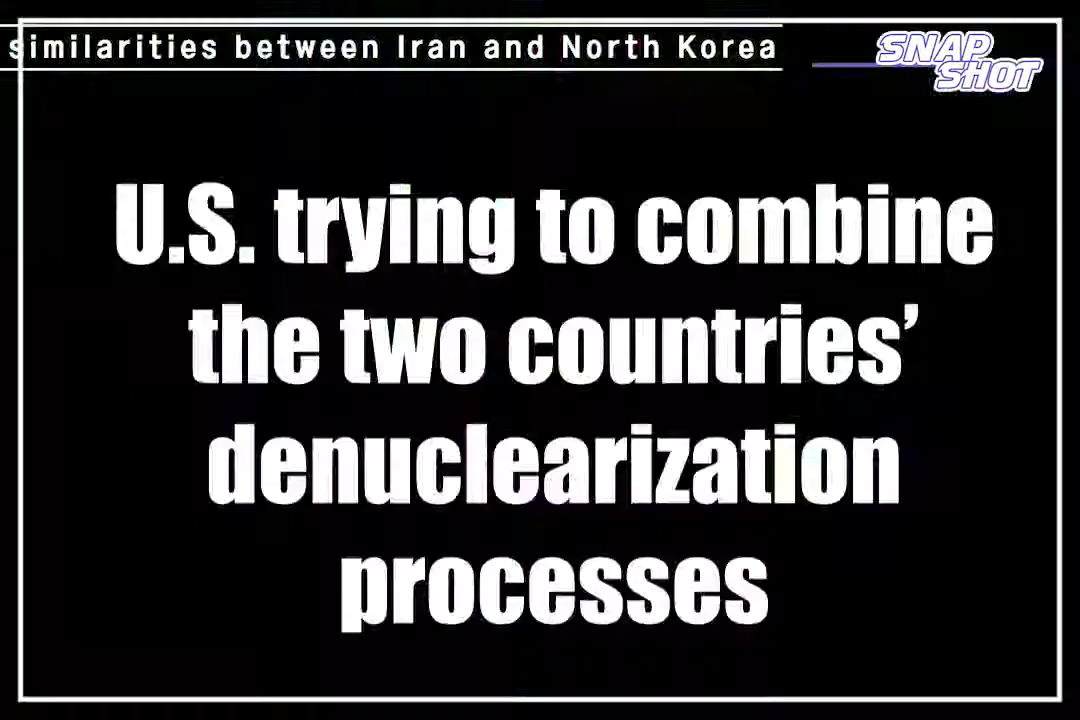 similarities between Iran and North Korea
SNAP
SHOT
U.S. trying to combine
the two countries’
denuclearization
processes